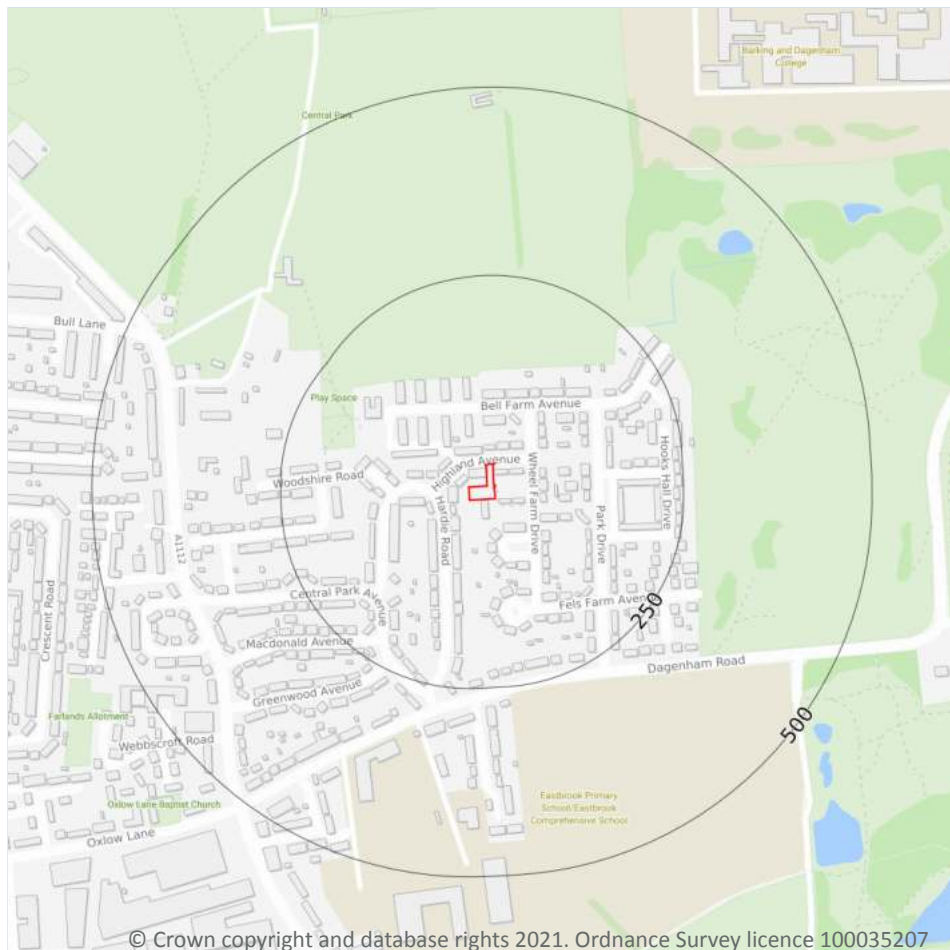 Barking and Dagenham
College
Central Park
Bull Lane
Play Space
Bell Farm Avenue
Highland Avenue
Woodshire Road
Wheel Farm Drive
Hooks Hall Drive
Hardie Road
Park Drive
A1112
Crescent Road
Central Park Avenue
Fels Farm Avenue
250
Macdonald Avenue
Dagenham Road
Greenwood Avenue
Farlands Allotment
500
Webbscroft Road
Eastbrook Primary
School/Eastbrook
Comprehensive School
Oxlow Lane Baptist Church
Oxlow Lane
© Crown copyright and database rights 2021. Ordnance Survey licence 100035207